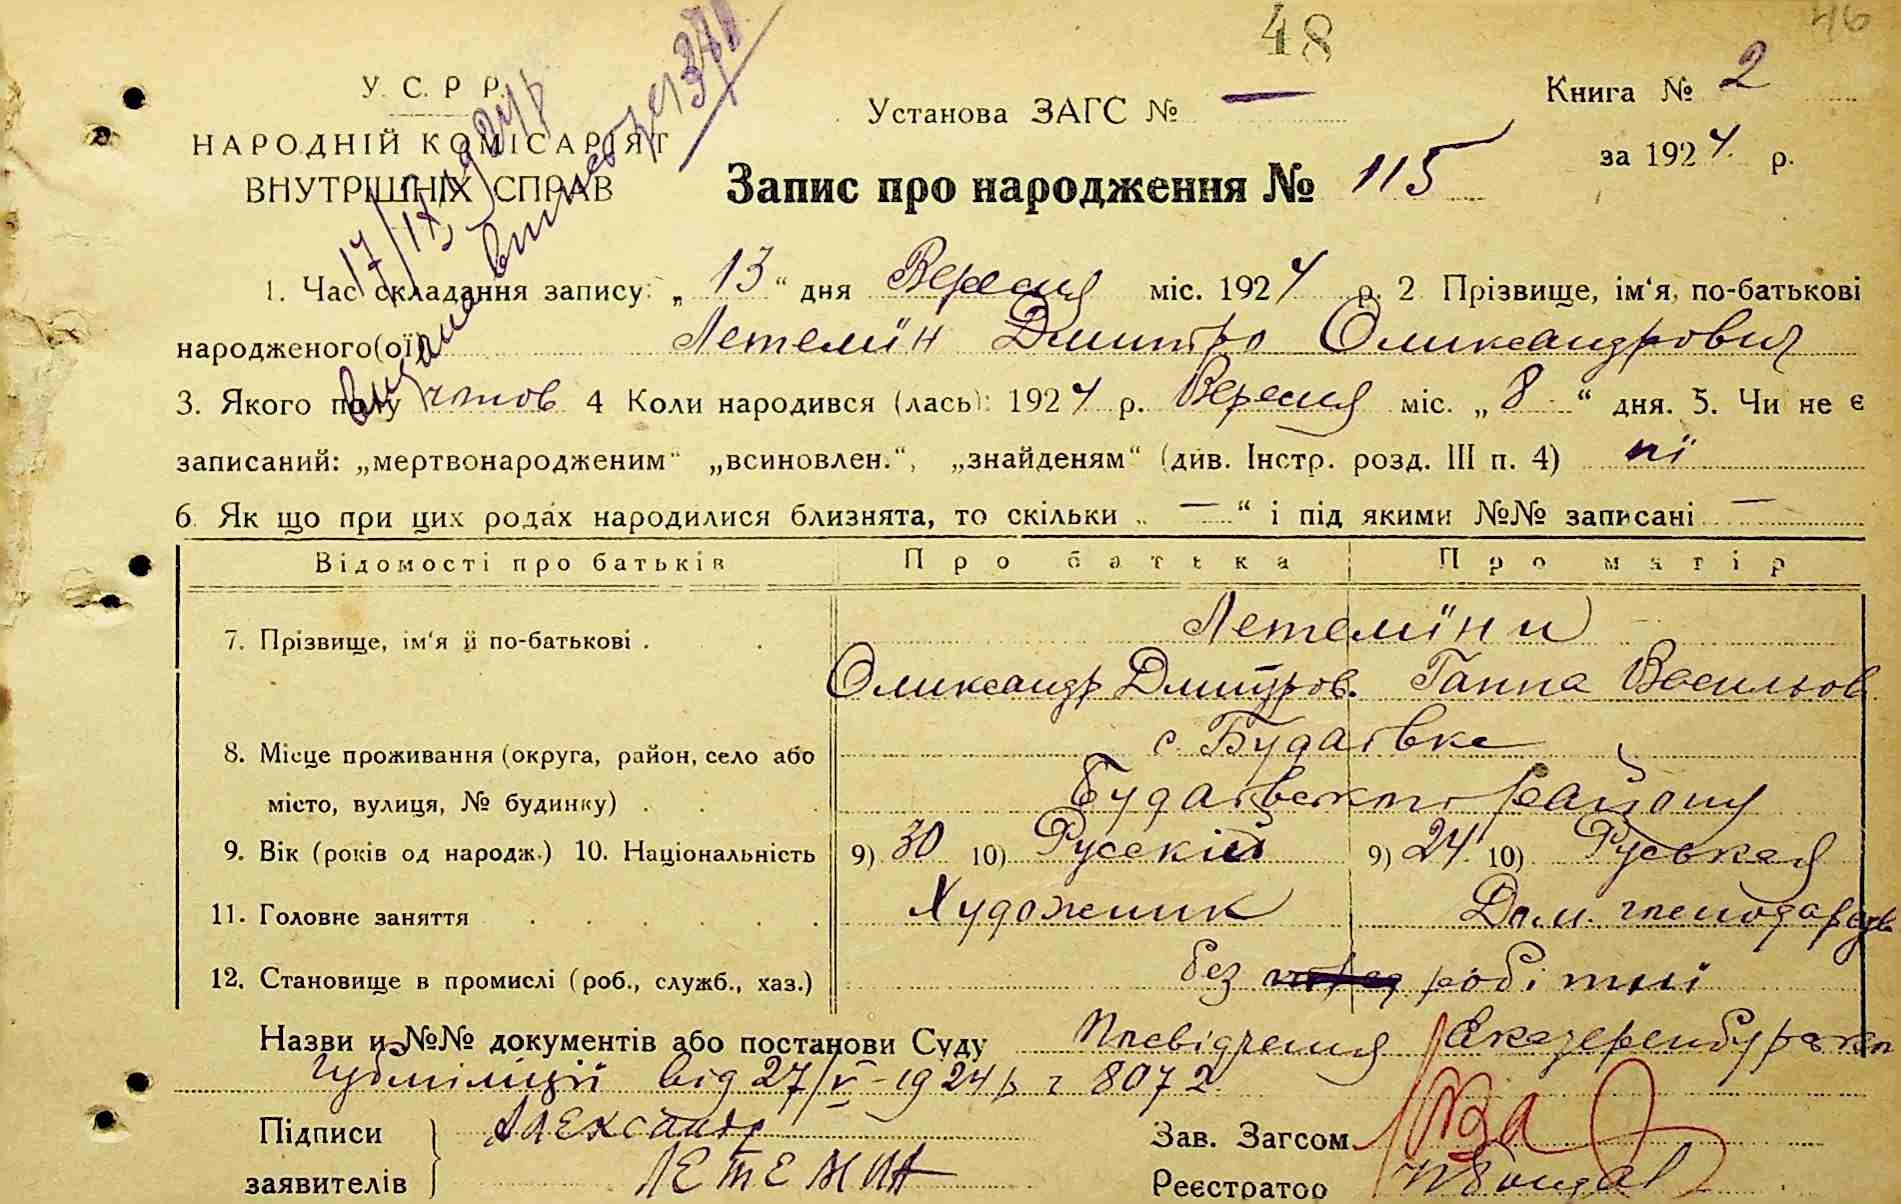 48
46
У. С. Р Р.
Установа ЗАГС № —
Книга № 2
НАРОДНІЙ КОМІСАРІЯТ
ВНУТРІШНІХ СПРАВ
за 1924 р.
Запис про народження № 115
17/IX 1924 р
1. Час складання запису: „ 13 “ дня Вересня міс. 1924 р. 2 Прізвище, ім‘я, по-батькові
народженого(ої) Летемін Дмитро Олександрович
3. Якого полу чолов 4 Коли народився (лась): 1924 р. Вересня міс. „ 8 “ дня. 5. Чи не є
записаний: „мертвонародженим“ „всиновлен.“, „знайденям“ (див. Інстр. розд. III п. 4) ні
6. Як що при цих родах народилися близнята, то скільки „ — “ і під якими №№ записані —
Відомості про батьків Про батька Про матір
7. Прізвище, ім‘я й по-батькові . Летеміни
Олександр Дмитров. Ганна Васильов
8. Місце проживання (округа, район, село або с. Будаївка
місто, вулиця, № будинку) . Будаївського району
9. Вік (років од народж.) 10. Національність 9) 30 10) Русский 9) 24 10) Руськая
11. Головне заняття Художник Дом. господарств
12. Становище в промислі (роб., служб., хаз.) без робітні
Назви и №№ документів або постанови Суду Посвідчення Екатеренбурзкої
Губміліції від 27/V-1924 р. № 8072
Підписи Александр Зав. Загсом
заявителів Летемин Реєстратор